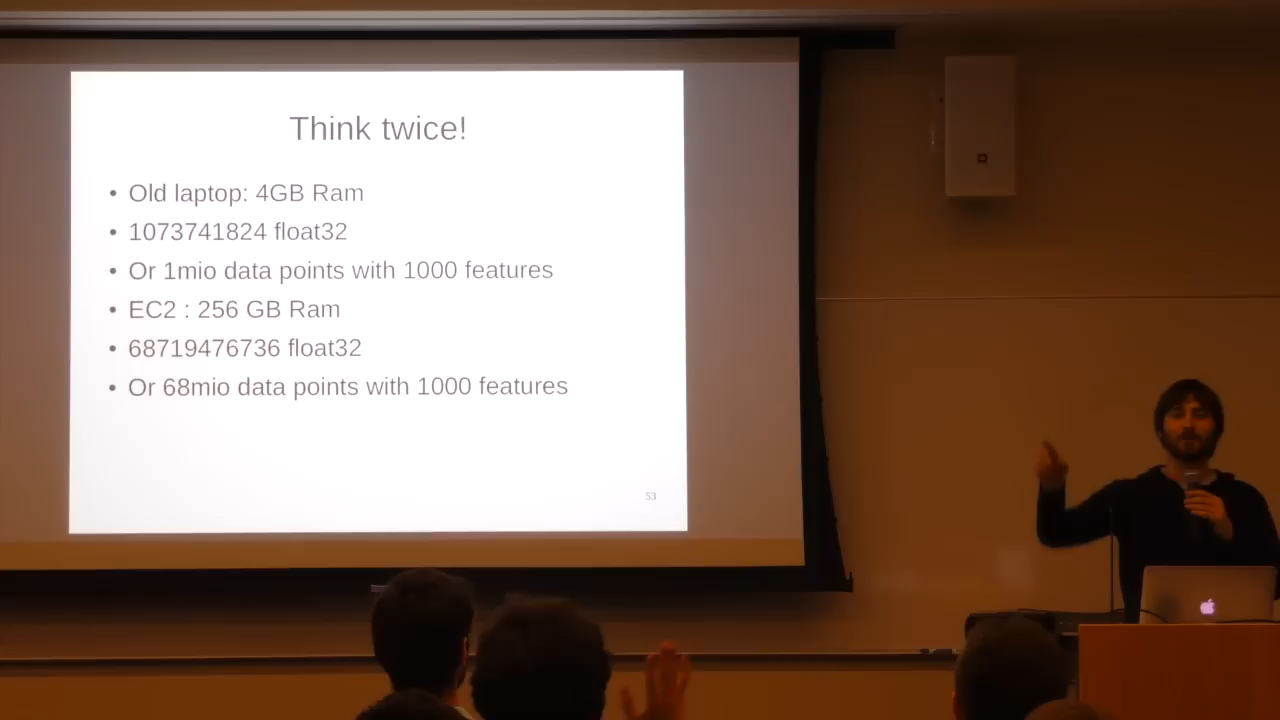 Think twice!
• Old laptop: 4GB Ram
• 1073741824 float32
• Or 1mio data points with 1000 features
• EC2 : 256 GB Ram
• 68719476736 float32
• Or 68mio data points with 1000 features
53